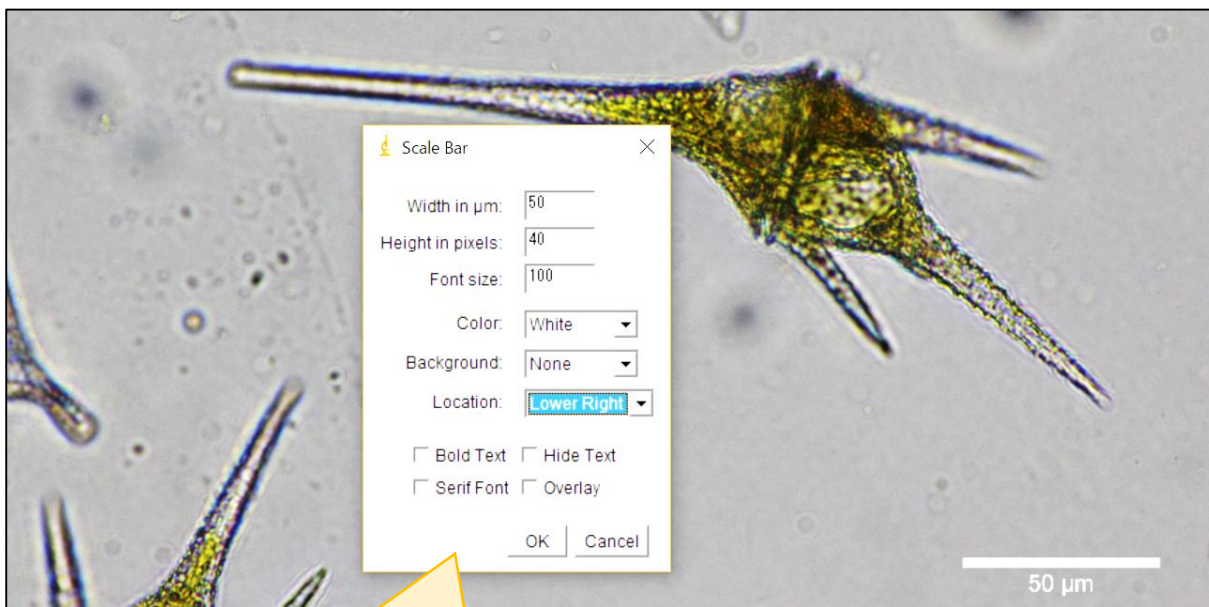 Scale Bar
Width in µm: 50
Height in pixels: 40
Font size: 100
Color: White
Background: None
Location: Lower Right
Bold Text Hide Text
Serif Font Overlay
OK Cancel
50 µm